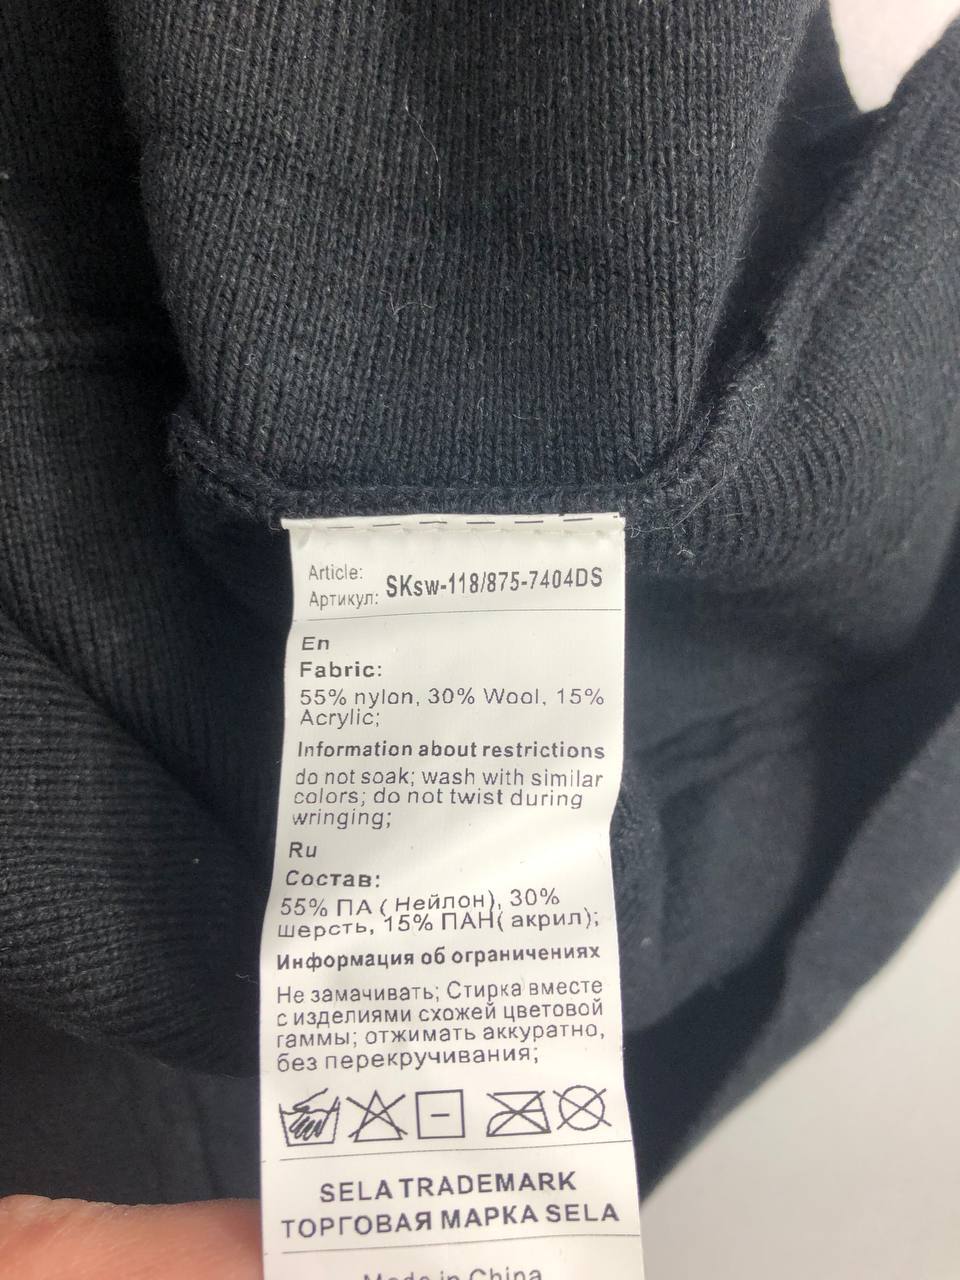 Article:
Артикул: SKsw-118/875-7404DS
En
Fabric:
55% nylon, 30% Wool, 15%
Acrylic;
Information about restrictions
do not soak; wash with similar
colors; do not twist during
wringing;
Ru
Состав:
55% ПА ( Нейлон), 30%
шерсть, 15% ПАН( акрил);
Информация об ограничениях
Не замачивать; Стирка вместе
с изделиями схожей цветовой
гаммы; отжимать аккуратно,
без перекручивания;
SELA TRADEMARK
ТОРГОВАЯ МАРКА SELA
Made in China